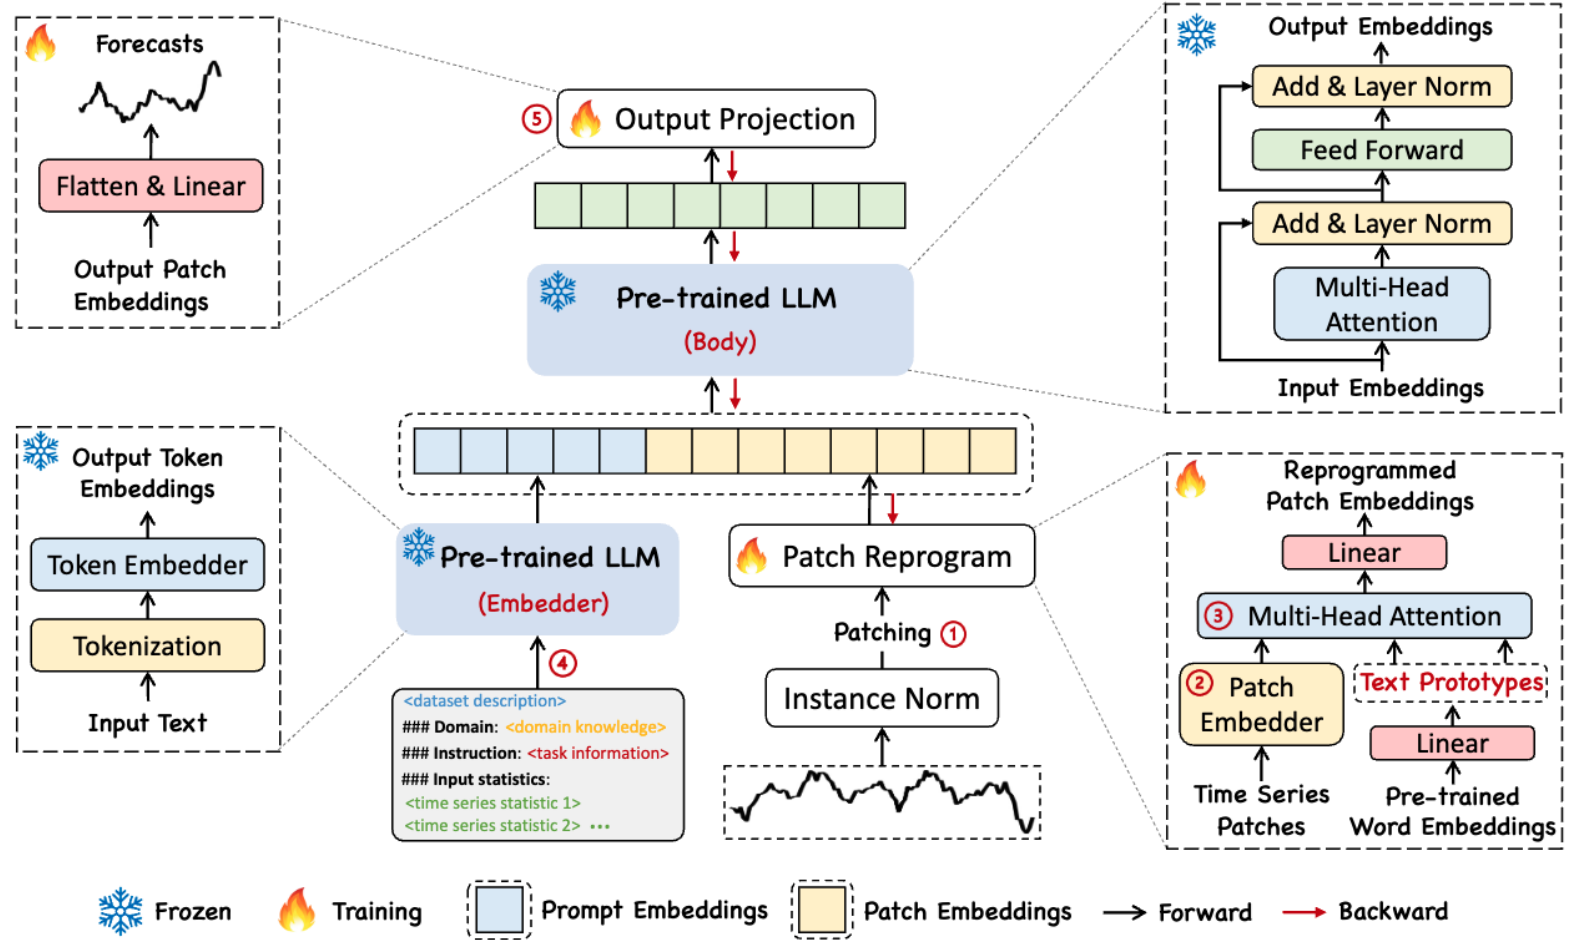 Forecasts
Flatten & Linear
Output Patch
Embeddings
⑤
Output Projection
Pre-trained LLM
(Body)
Output Embeddings
Add & Layer Norm
Feed Forward
Add & Layer Norm
Multi-Head
Attention
Input Embeddings
Output Token
Embeddings
Token Embedder
Tokenization
Input Text
Pre-trained LLM
(Embedder)
④
<dataset description>
### Domain: <domain knowledge>
### Instruction: <task information>
### Input statistics:
<time series statistic 1>
<time series statistic 2> ...
Patch Reprogram
Patching ①
Instance Norm
Reprogrammed
Patch Embeddings
Linear
③ Multi-Head Attention
② Patch
Embedder
Text Prototypes
Linear
Time Series
Patches
Pre-trained
Word Embeddings
Frozen
Training
Prompt Embeddings
Patch Embeddings
Forward
Backward